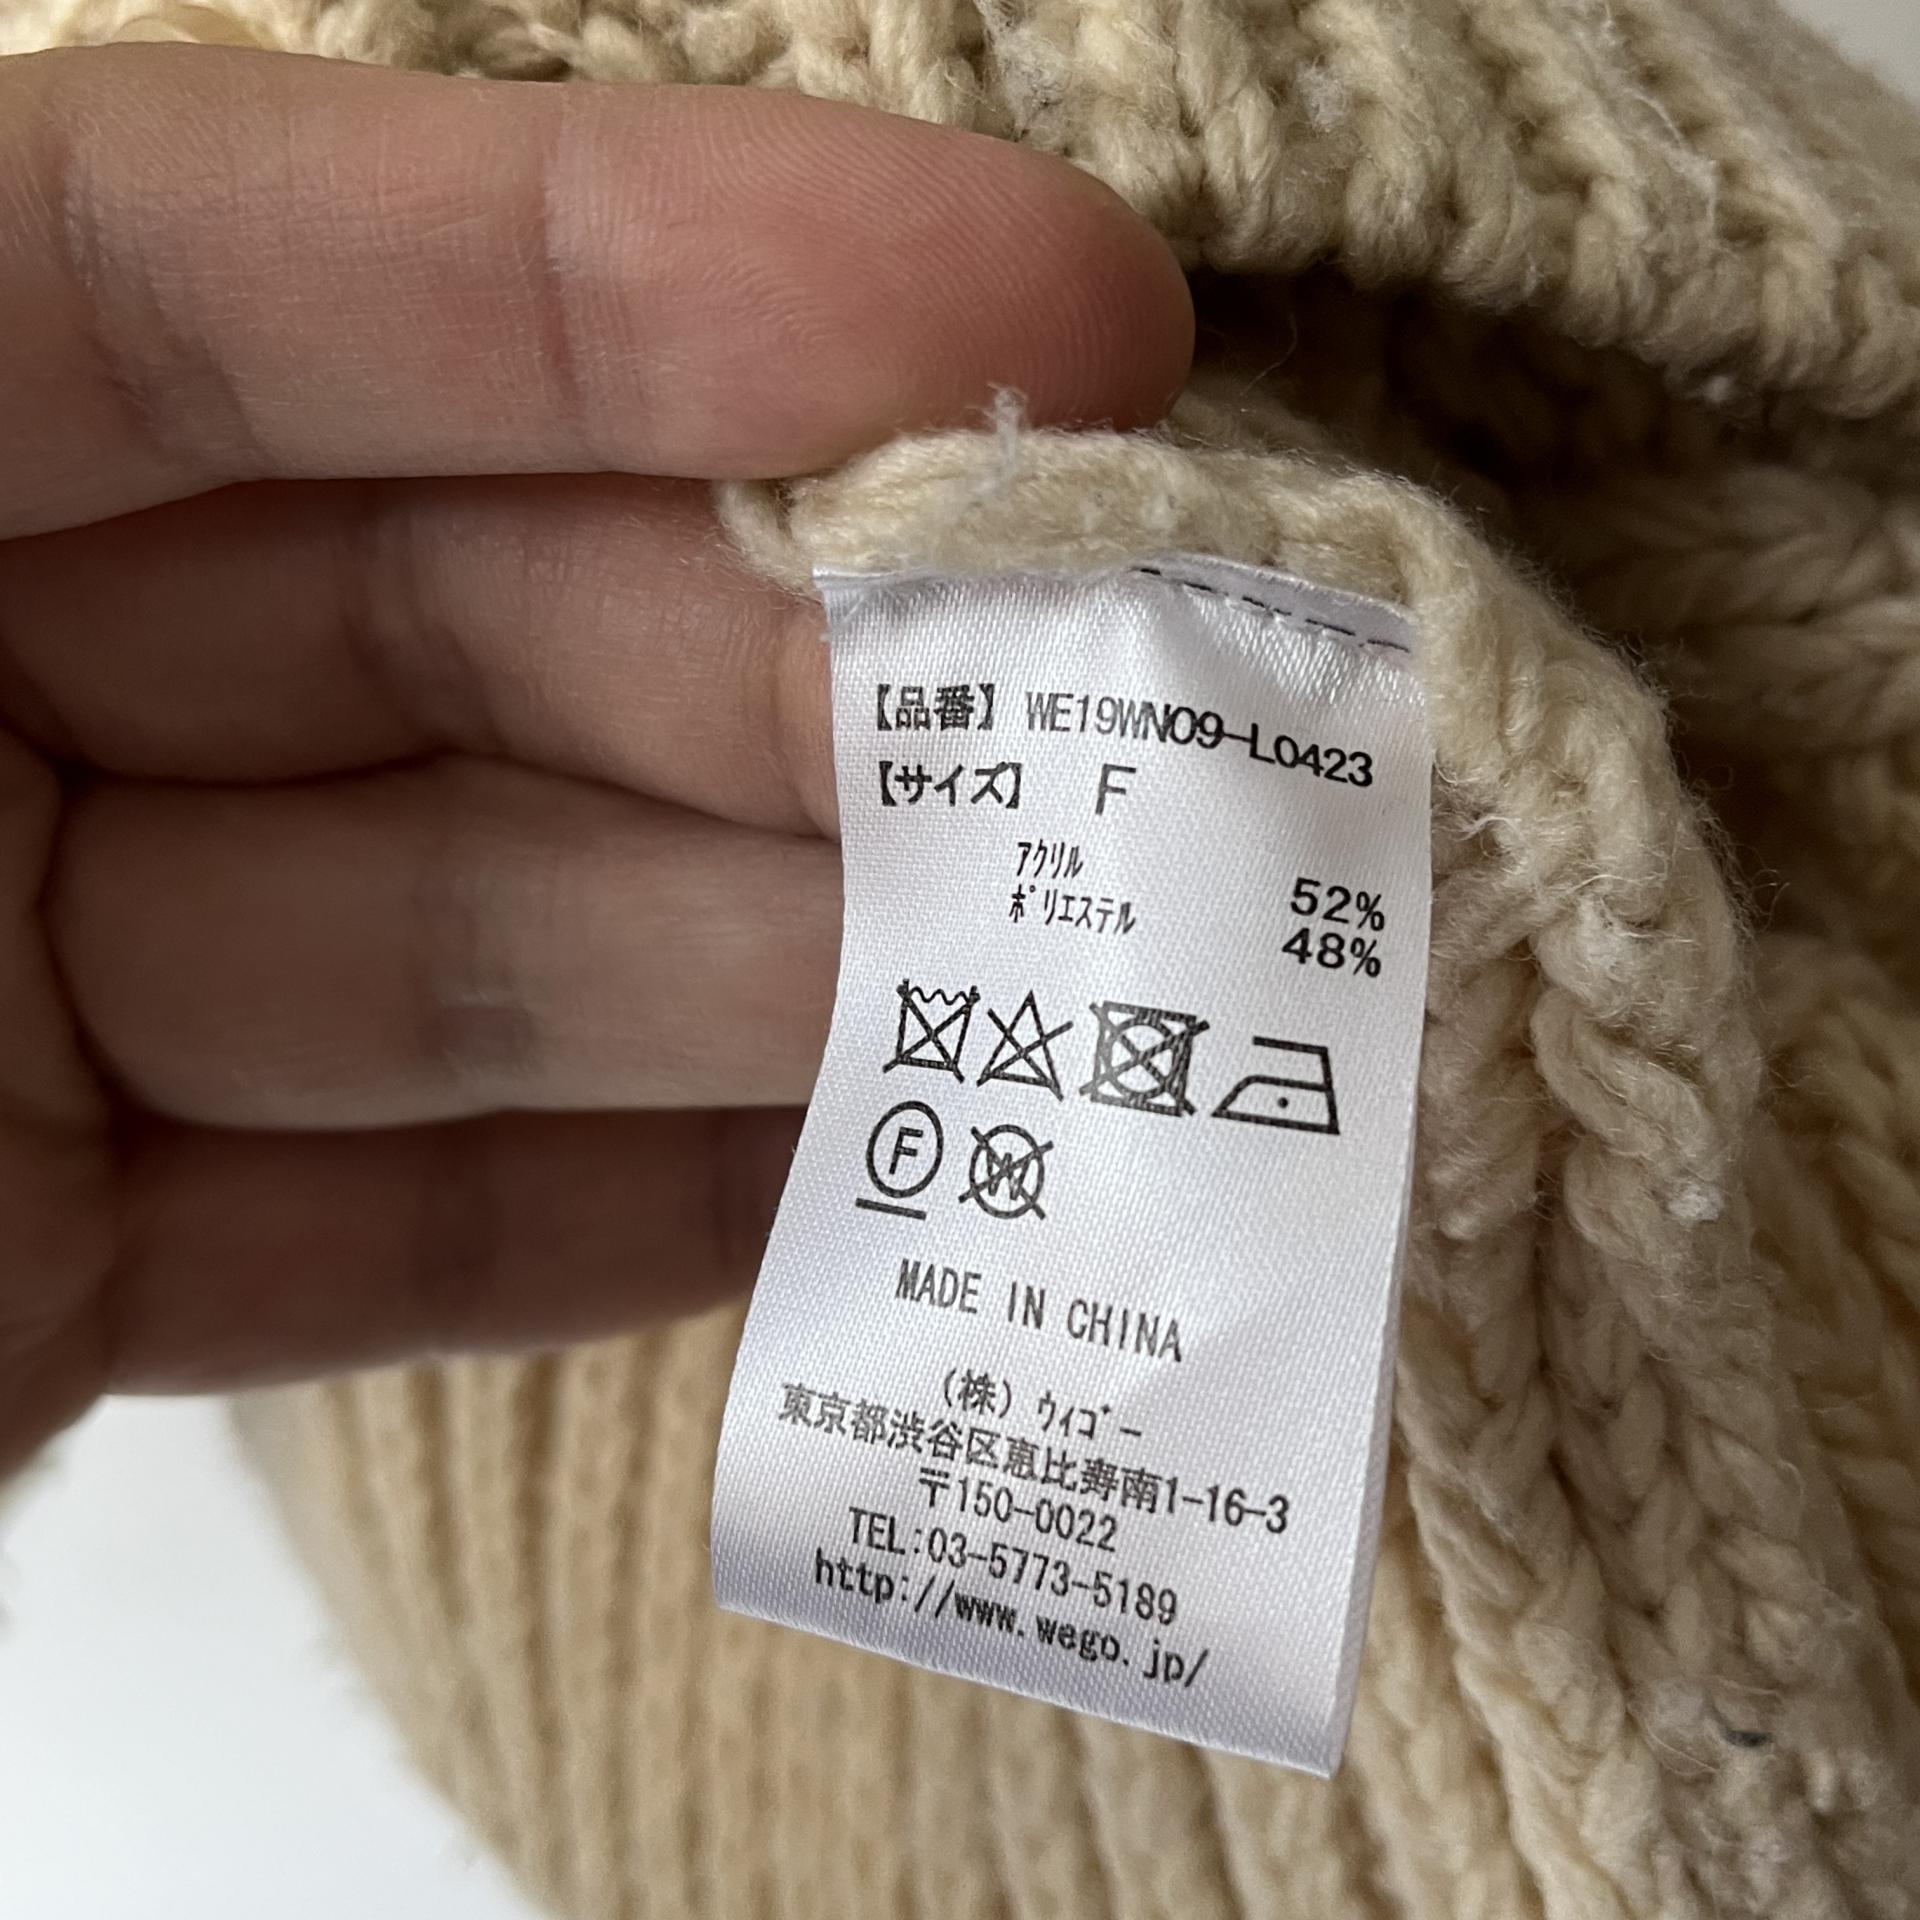 【品番】 WE19WN09-L0423
【サイズ】 F
ｱｸﾘﾙ 52%
ﾎﾟﾘｴｽﾃﾙ 48%
F W
MADE IN CHINA
(株) ｳｨｺﾞｰ
東京都渋谷区恵比寿南1-16-3
〒150-0022
TEL:03-5773-5189
http://www.wego.jp/